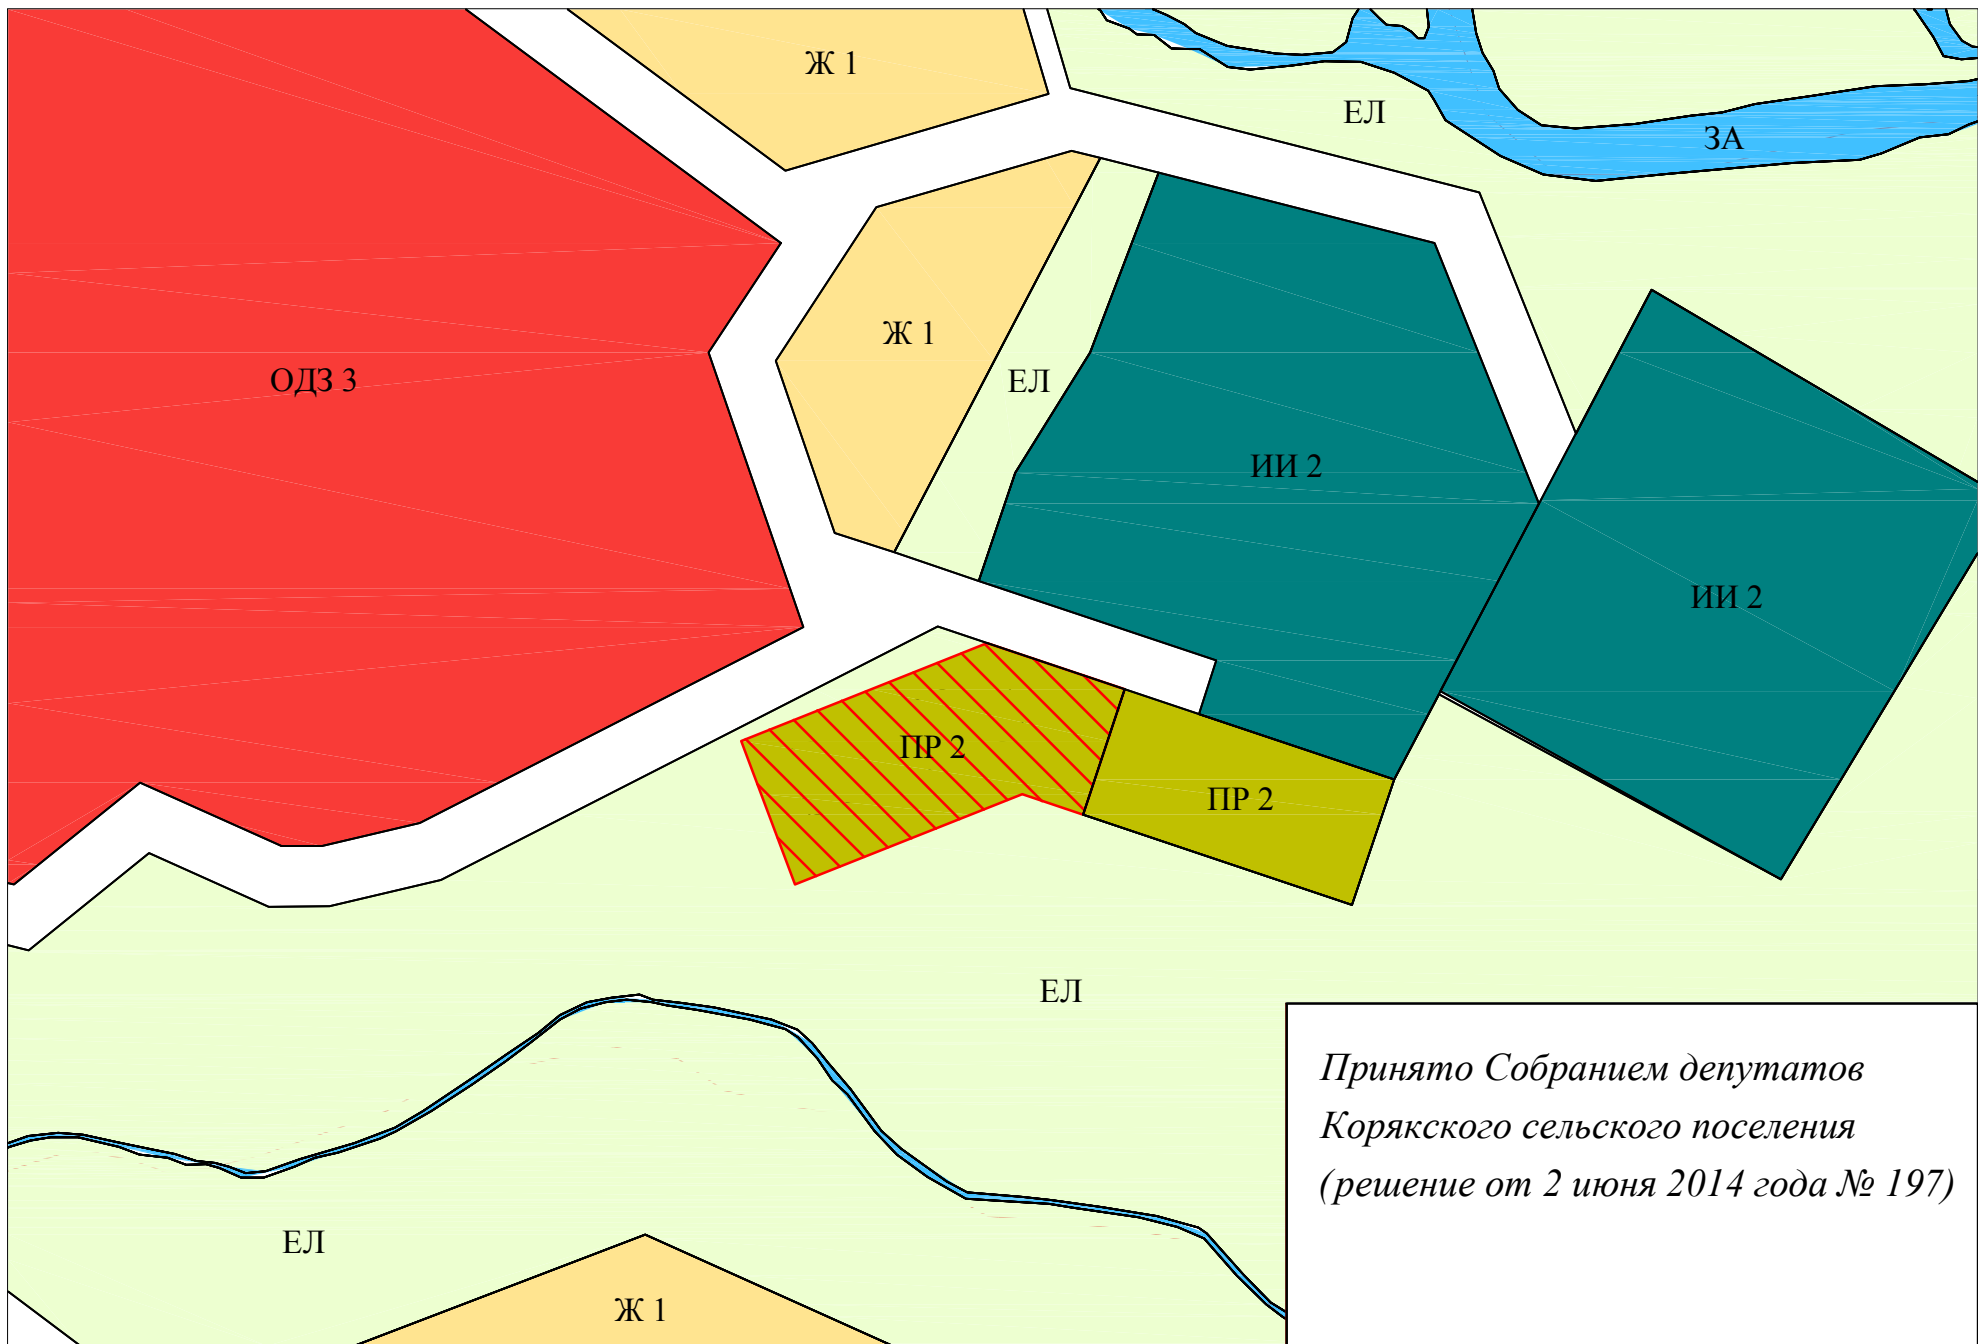 Ж 1
ЕЛ
ЗА
Ж 1
ЕЛ
ОДЗ 3
ИИ 2
ИИ 2
ПР 2
ПР 2
ЕЛ
Принято Собранием депутатов
Корякского сельского поселения
(решение от 2 июня 2014 года № 197)
ЕЛ
Ж 1